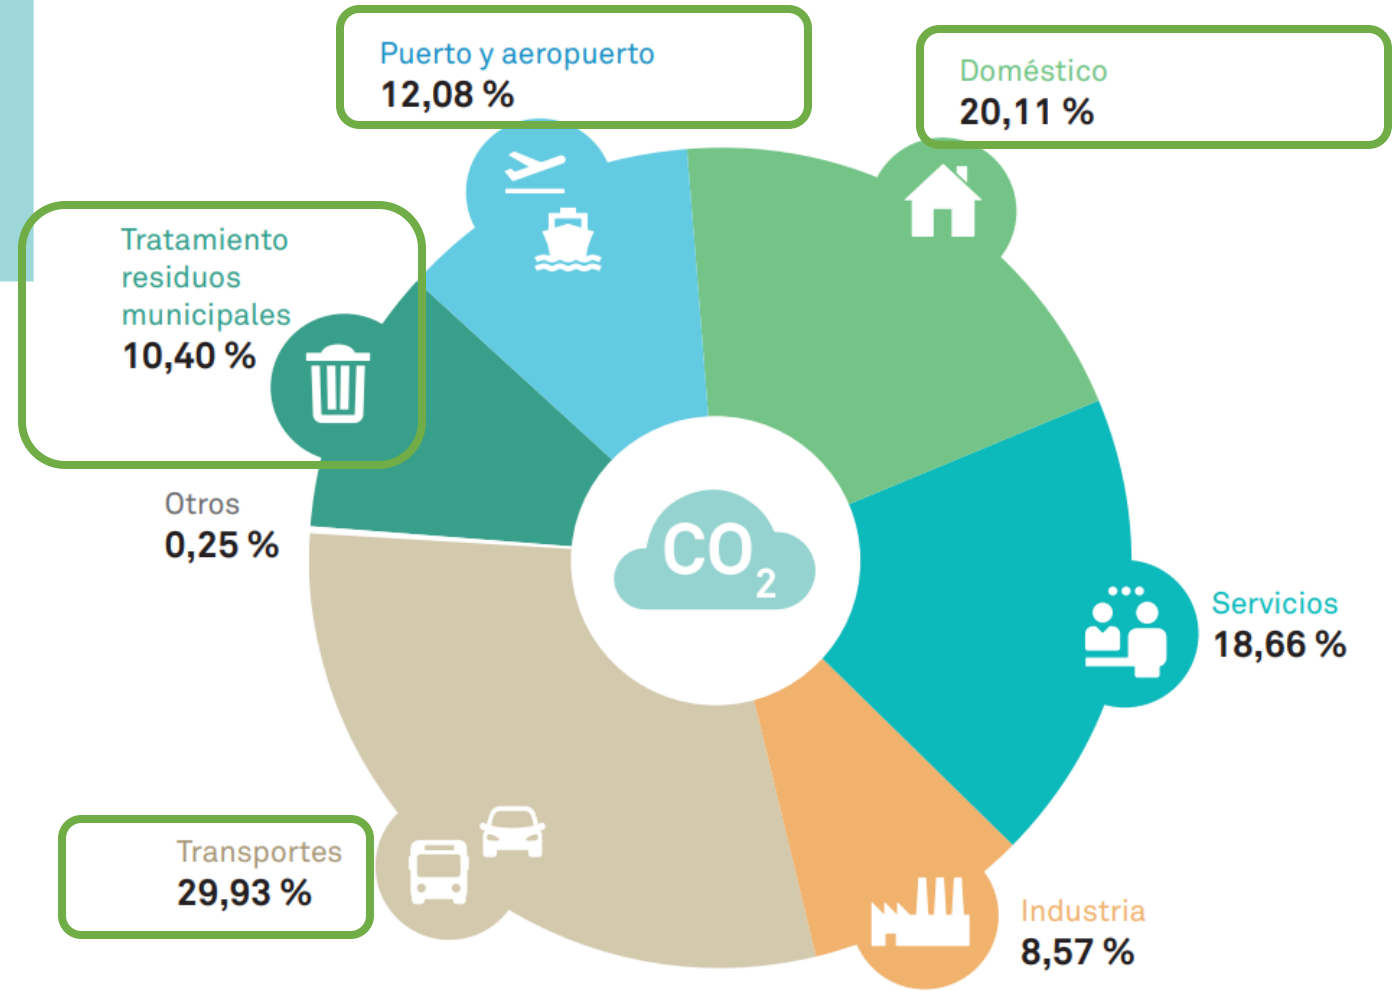 Puerto y aeropuerto
12,08 %
Doméstico
20,11 %
Tratamiento
residuos
municipales
10,40 %
Otros
0,25 %
CO2
Servicios
18,66 %
Transportes
29,93 %
Industria
8,57 %